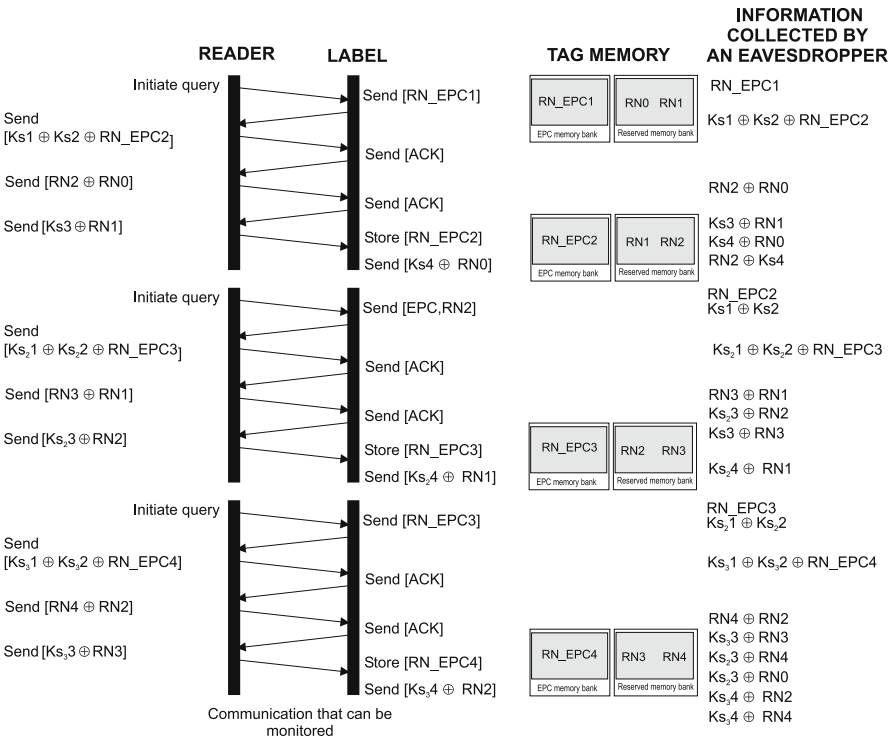 READER
LABEL
TAG MEMORY
INFORMATION
COLLECTED BY
AN EAVESDROPPER
Initiate query
Send [RN_EPC1]
Send
[Ks1 ⊕ Ks2 ⊕ RN_EPC2]
Send [ACK]
Send [RN2 ⊕ RN0]
Send [ACK]
Send [Ks3 ⊕ RN1]
Store [RN_EPC2]
Send [Ks4 ⊕ RN0]
RN_EPC1
RN0 RN1
EPC memory bank
Reserved memory bank
RN_EPC2
RN1 RN2
EPC memory bank
Reserved memory bank
RN_EPC1
Ks1 ⊕ Ks2 ⊕ RN_EPC2
RN2 ⊕ RN0
Ks3 ⊕ RN1
Ks4 ⊕ RN0
RN2 ⊕ Ks4
Initiate query
Send [EPC,RN2]
Send
[Ks₂1 ⊕ Ks₂2 ⊕ RN_EPC3]
Send [ACK]
Send [RN3 ⊕ RN1]
Send [ACK]
Send [Ks₂3 ⊕ RN2]
Store [RN_EPC3]
Send [Ks₂4 ⊕ RN1]
RN_EPC3
RN2 RN3
EPC memory bank
Reserved memory bank
RN_EPC2
Ks1 ⊕ Ks2
Ks₂1 ⊕ Ks₂2 ⊕ RN_EPC3
RN3 ⊕ RN1
Ks₂3 ⊕ RN2
Ks3 ⊕ RN3
Ks₂4 ⊕ RN1
Initiate query
Send [RN_EPC3]
Send
[Ks₃1 ⊕ Ks₃2 ⊕ RN_EPC4]
Send [ACK]
Send [RN4 ⊕ RN2]
Send [ACK]
Send [Ks₃3 ⊕ RN3]
Store [RN_EPC4]
Send [Ks₃4 ⊕ RN2]
RN_EPC4
RN3 RN4
EPC memory bank
Reserved memory bank
RN_EPC3
Ks₂1 ⊕ Ks₂2
Ks₃1 ⊕ Ks₃2 ⊕ RN_EPC4
RN4 ⊕ RN2
Ks₃3 ⊕ RN3
Ks₂3 ⊕ RN4
Ks₂3 ⊕ RN0
Ks₃4 ⊕ RN2
Ks₃4 ⊕ RN4
Communication that can be
monitored